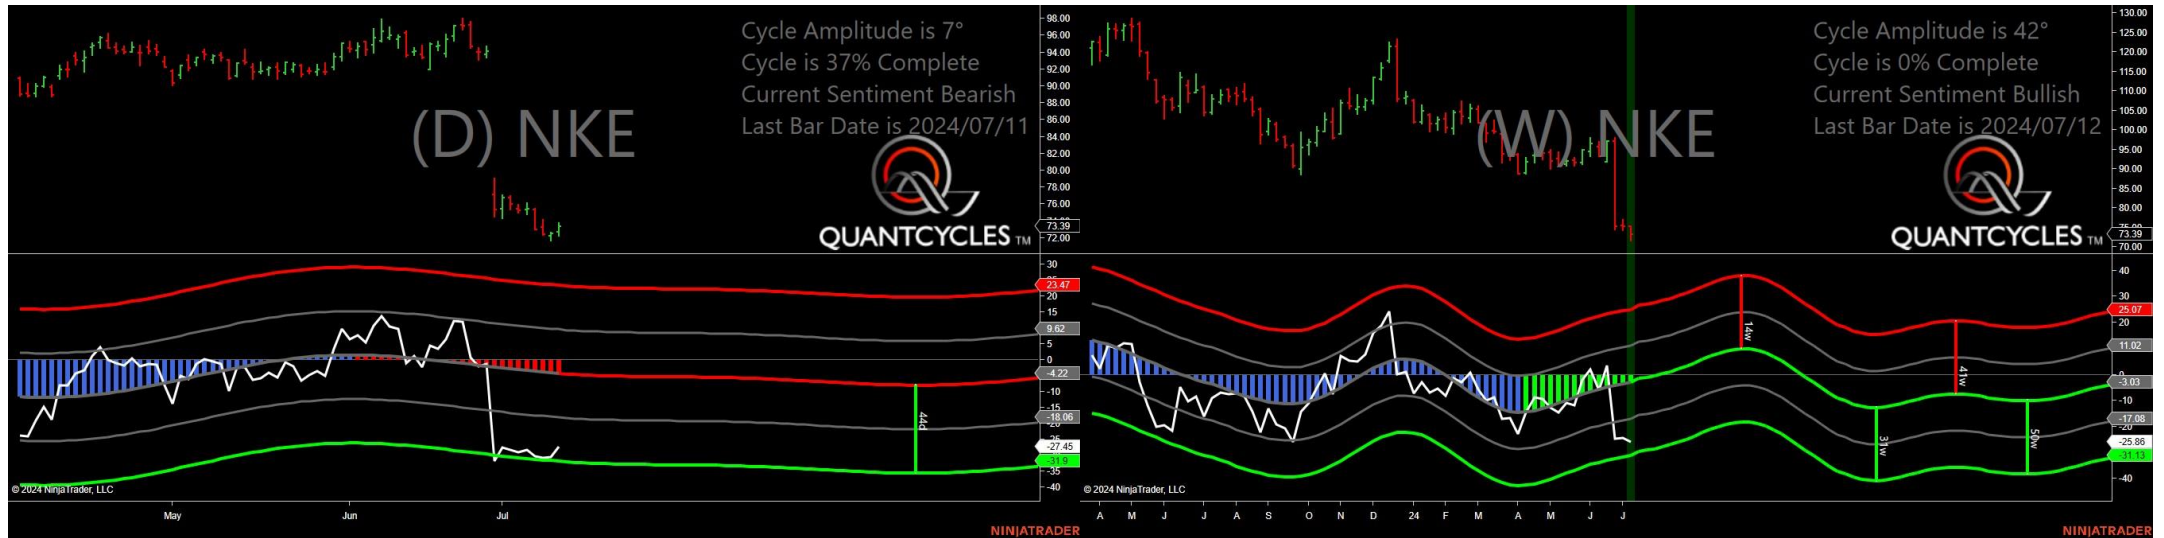 Cycle Amplitude is 7°
Cycle is 37% Complete
Current Sentiment Bearish
Last Bar Date is 2024/07/11
(D) NKE
QUANTCYCLES TM
98.00
96.00
94.00
92.00
90.00
88.00
86.00
84.00
82.00
80.00
78.00
76.00
73.39
72.00
30
23.47
20
15
9.62
5
0
-4.22
-10
-15
-18.06
-27.45
-31.9
-35
-40
44d
© 2024 NinjaTrader, LLC
May
Jun
Jul
NINJATRADER
Cycle Amplitude is 42°
Cycle is 0% Complete
Current Sentiment Bullish
Last Bar Date is 2024/07/12
(W) NKE
QUANTCYCLES TM
130.00
125.00
120.00
115.00
110.00
105.00
100.00
95.00
90.00
85.00
80.00
73.39
70.00
40
30
25.07
20
11.02
-3.03
-10
-17.08
-25.86
-31.13
-40
14w
31w
41w
50w
© 2024 NinjaTrader, LLC
A M J J A S O N D 24 F M A M J J
NINJATRADER